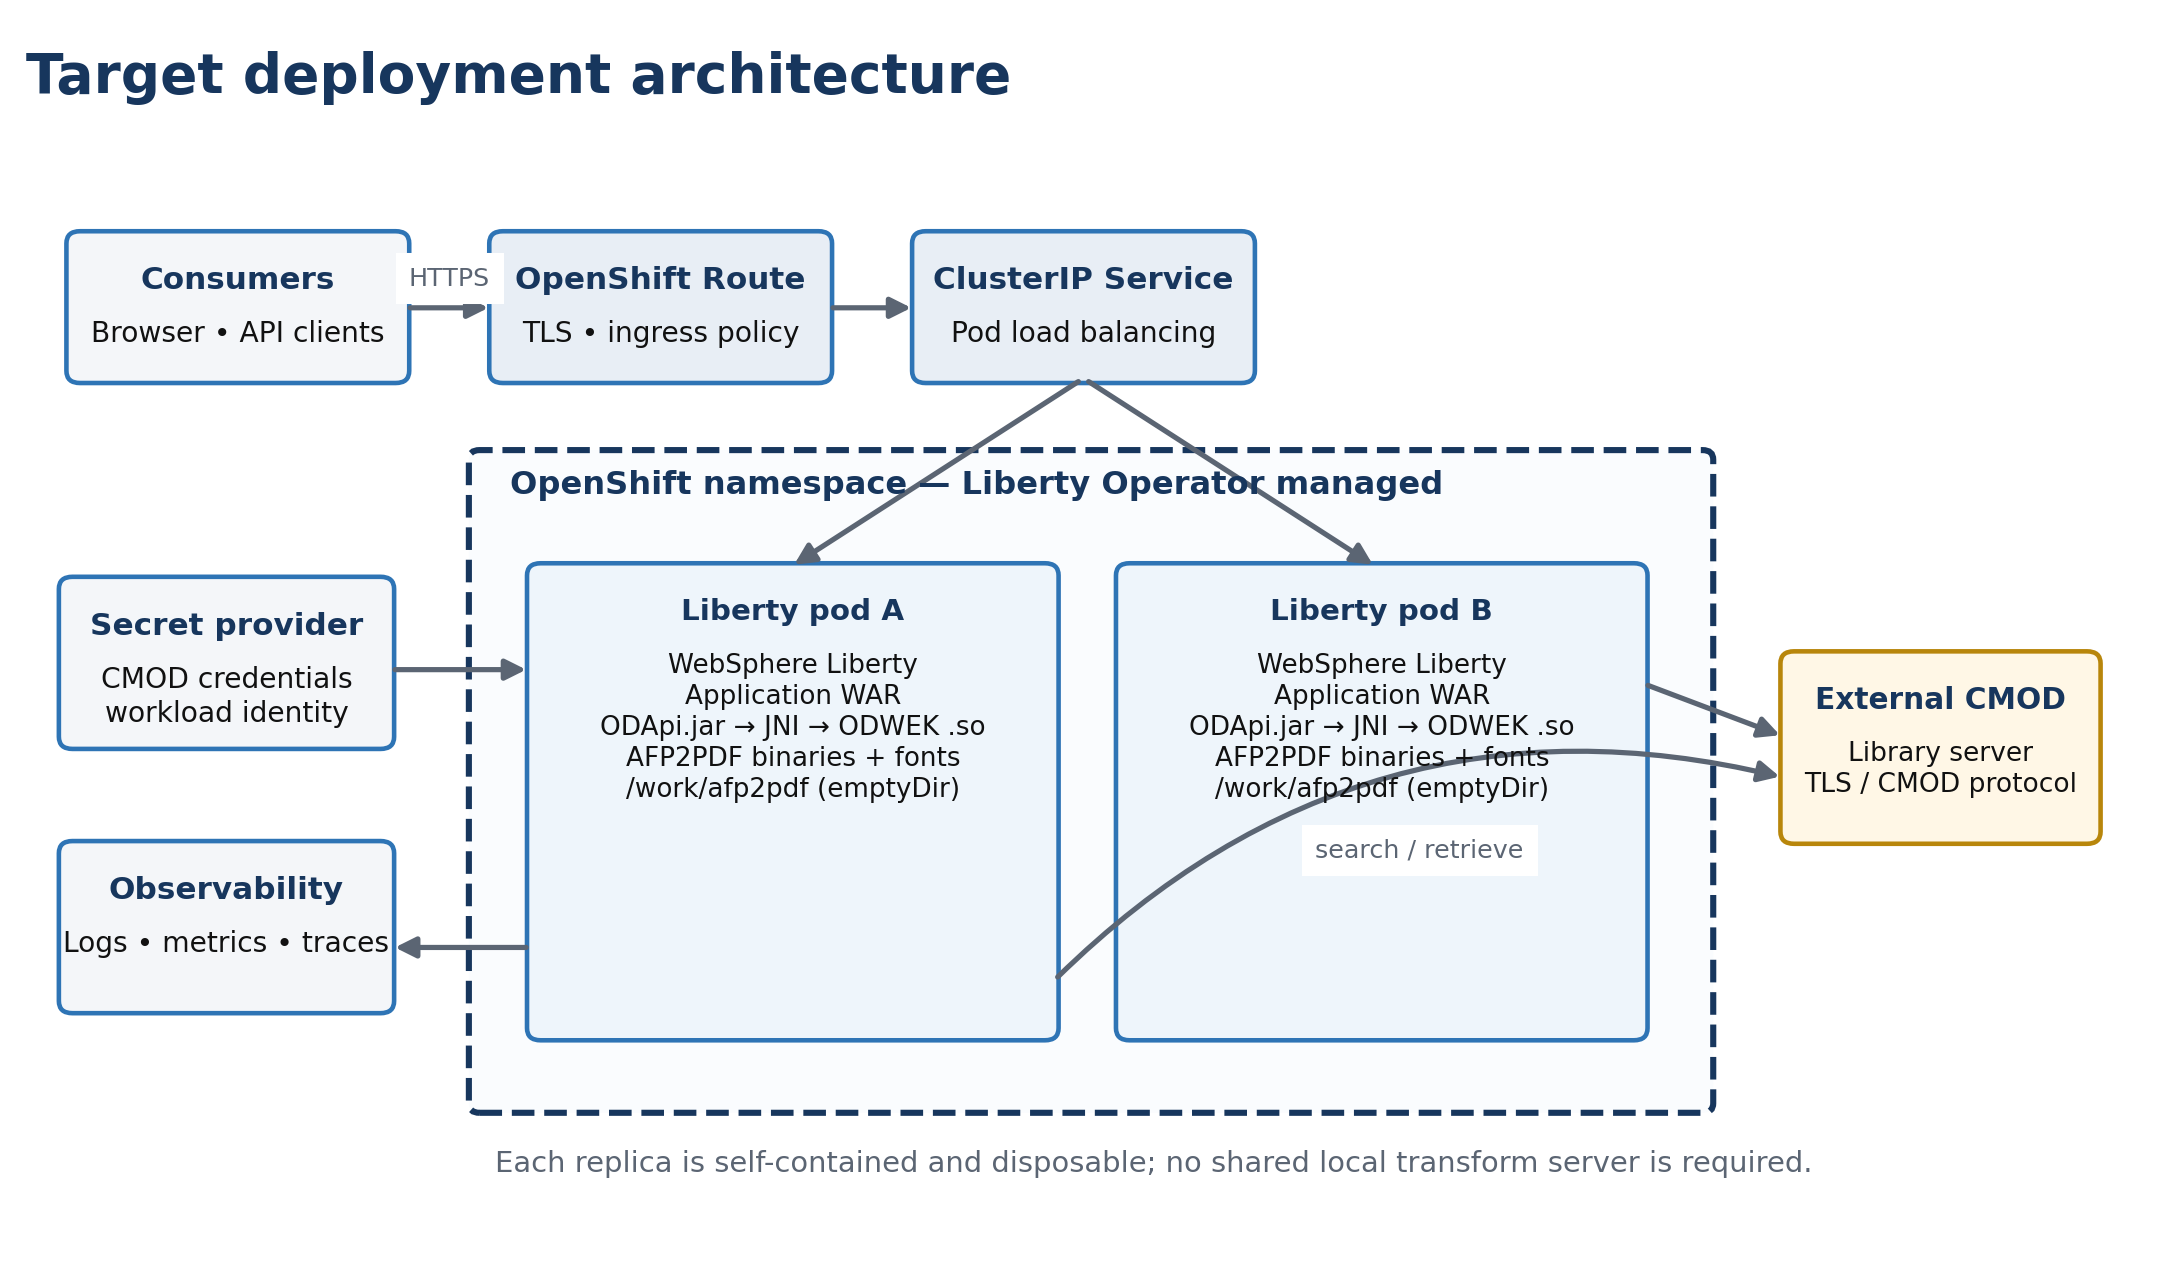 Target deployment architecture
Consumers
Browser • API clients
HTTPS
OpenShift Route
TLS • ingress policy
ClusterIP Service
Pod load balancing
OpenShift namespace — Liberty Operator managed
Secret provider
CMOD credentials
workload identity
Observability
Logs • metrics • traces
Liberty pod A
WebSphere Liberty
Application WAR
ODApi.jar → JNI → ODWEK .so
AFP2PDF binaries + fonts
/work/afp2pdf (emptyDir)
Liberty pod B
WebSphere Liberty
Application WAR
ODApi.jar → JNI → ODWEK .so
AFP2PDF binaries + fonts
/work/afp2pdf (emptyDir)
search / retrieve
External CMOD
Library server
TLS / CMOD protocol
Each replica is self-contained and disposable; no shared local transform server is required.